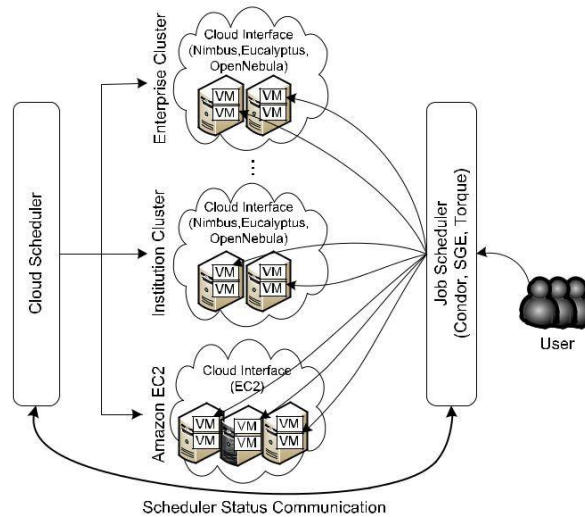 Cloud Scheduler
Enterprise Cluster
Cloud Interface
(Nimbus,Eucalyptus,
OpenNebula)
VM VM
VM VM
...
Institution Cluster
Cloud Interface
(Nimbus,Eucalyptus,
OpenNebula)
VM VM
VM VM
Amazon EC2
Cloud Interface
(EC2)
VM VM VM
VM VM VM
Job Scheduler
(Condor, SGE, Torque)
User
Scheduler Status Communication